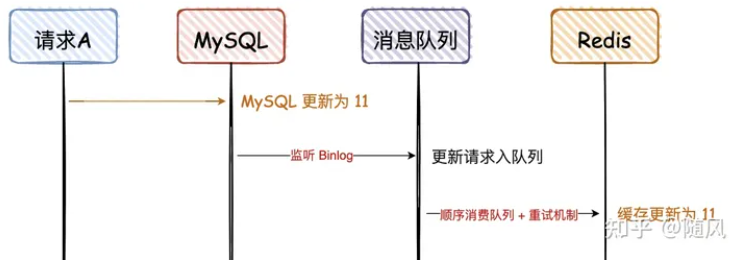 请求A
MySQL
消息队列
Redis
MySQL 更新为 11
监听 Binlog
更新请求入队列
顺序消费队列 + 重试机制
缓存更新为 11
知乎 @随风